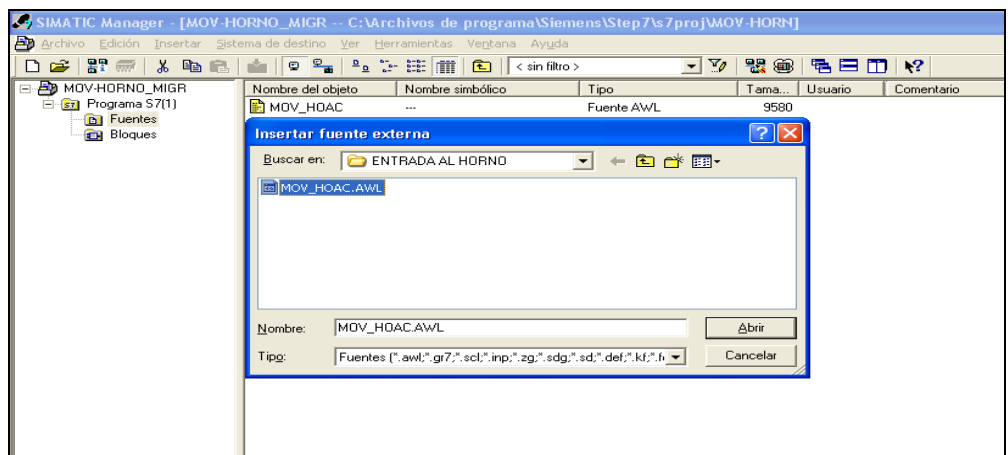 SIMATIC Manager - [MOV-HORNO_MIGR -- C:\Archivos de programa\Siemens\Step7\s7proj\MOV-HORN]
Archivo Edición Insertar Sistema de destino Ver Herramientas Ventana Ayuda
< sin filtro >
MOV-HORNO_MIGR
Programa S7(1)
Fuentes
Bloques
Nombre del objeto Nombre simbólico Tipo Tama... Usuario Comentario
MOV_HOAC --- Fuente AWL 9580
Insertar fuente externa
Buscar en: ENTRADA AL HORNO
MOV_HOAC.AWL
Nombre: MOV_HOAC.AWL Abrir
Tipo: Fuentes (*.awl;*.gr7;*.scl;*.inp;*.zg;*.sdg;*.sd;*.def;*.kf;*.f Cancelar